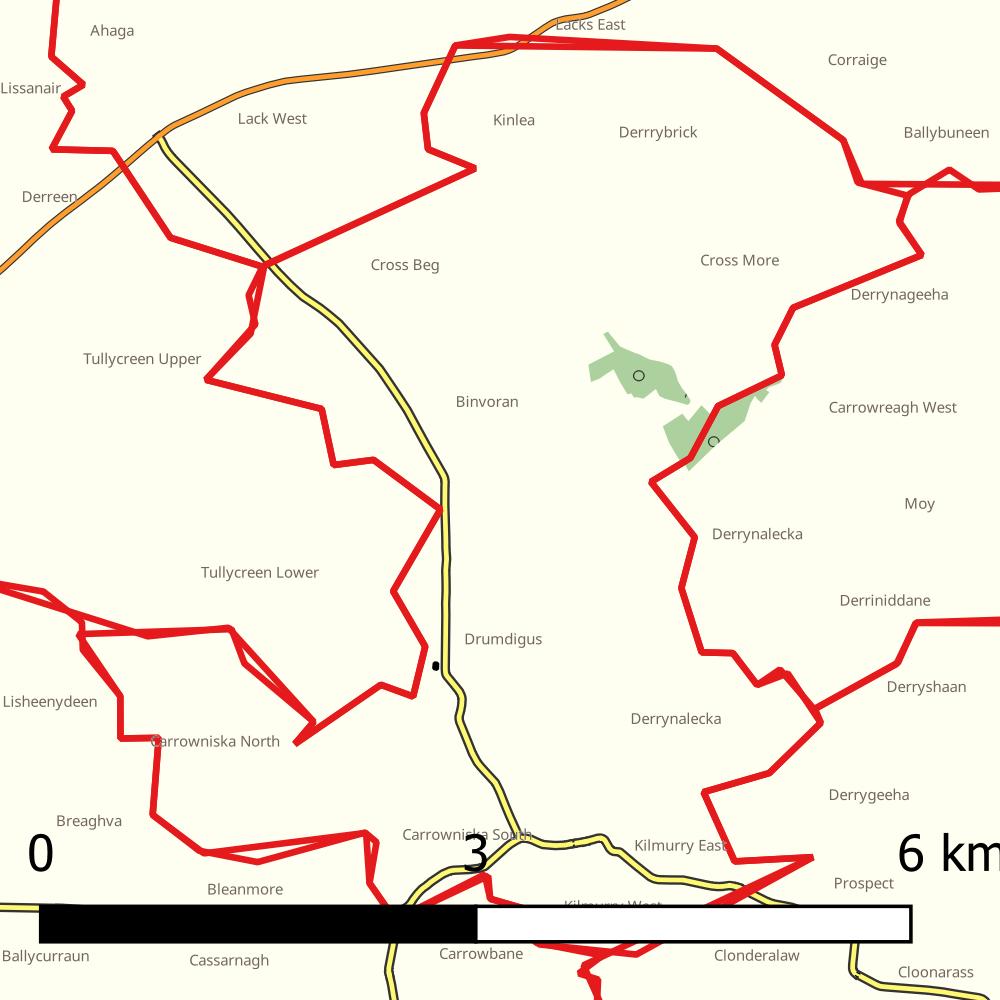 Lacks East
Ahaga
Corraige
Lissanair
Lack West
Kinlea
Derrrybrick
Ballybuneen
Derreen
Cross More
Cross Beg
Derrynageeha
Tullycreen Upper
Binvoran
Carrowreagh West
Moy
Derrynalecka
Tullycreen Lower
Derriniddane
Drumdigus
Derryshaan
Lisheenydeen
Derrynalecka
Carrowniska North
Derrygeeha
Breaghva
Carrowniska South
Kilmurry East
0 3 6 km
Prospect
Bleanmore
Kilmurry West
Ballycurraun
Cassarnagh
Carrowbane
Clonderalaw
Cloonarass